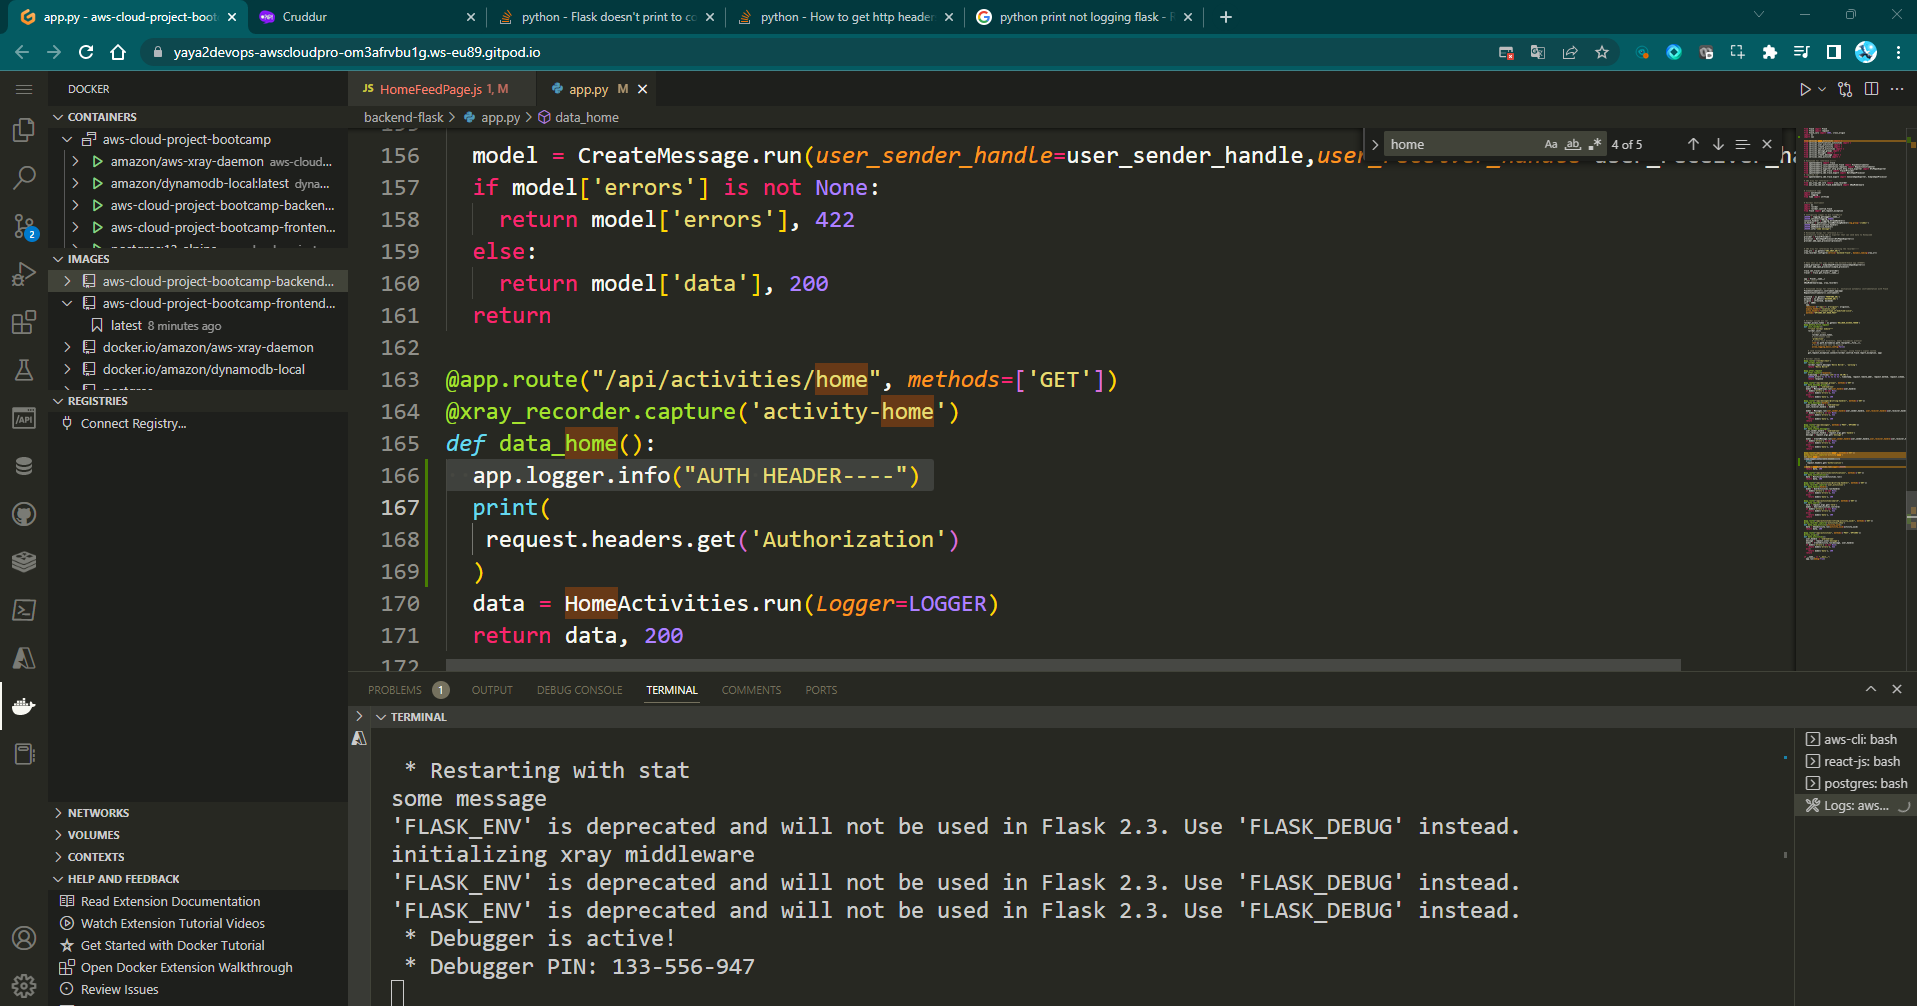 app.py - aws-cloud-project-boot
Cruddur
python - Flask doesn't print to co
python - How to get http header
python print not logging flask -
yaya2devops-awscloudpro-om3afrvbu1g.ws-eu89.gitpod.io
DOCKER
JS HomeFeedPage.js 1, M
app.py M
backend-flask > app.py > data_home
CONTAINERS
aws-cloud-project-bootcamp
amazon/aws-xray-daemon aws-cloud...
amazon/dynamodb-local:latest dyna...
aws-cloud-project-bootcamp-backen...
aws-cloud-project-bootcamp-fronten...
IMAGES
aws-cloud-project-bootcamp-backend...
aws-cloud-project-bootcamp-frontend...
latest 8 minutes ago
docker.io/amazon/aws-xray-daemon
docker.io/amazon/dynamodb-local
REGISTRIES
Connect Registry...
NETWORKS
VOLUMES
CONTEXTS
HELP AND FEEDBACK
Read Extension Documentation
Watch Extension Tutorial Videos
Get Started with Docker Tutorial
Open Docker Extension Walkthrough
Review Issues
2
/API
home
Aa ab .*
4 of 5
156 model = CreateMessage.run(user_sender_handle=user_sender_handle,
157 if model['errors'] is not None:
158 return model['errors'], 422
159 else:
160 return model['data'], 200
161 return
162
163 @app.route("/api/activities/home", methods=['GET'])
164 @xray_recorder.capture('activity-home')
165 def data_home():
166 app.logger.info("AUTH HEADER----")
167 print(
168 request.headers.get('Authorization')
169 )
170 data = HomeActivities.run(Logger=LOGGER)
171 return data, 200
172
PROBLEMS 1
OUTPUT
DEBUG CONSOLE
TERMINAL
COMMENTS
PORTS
TERMINAL
* Restarting with stat
some message
'FLASK_ENV' is deprecated and will not be used in Flask 2.3. Use 'FLASK_DEBUG' instead.
initializing xray middleware
'FLASK_ENV' is deprecated and will not be used in Flask 2.3. Use 'FLASK_DEBUG' instead.
'FLASK_ENV' is deprecated and will not be used in Flask 2.3. Use 'FLASK_DEBUG' instead.
* Debugger is active!
* Debugger PIN: 133-556-947
aws-cli: bash
react-js: bash
postgres: bash
Logs: aws...